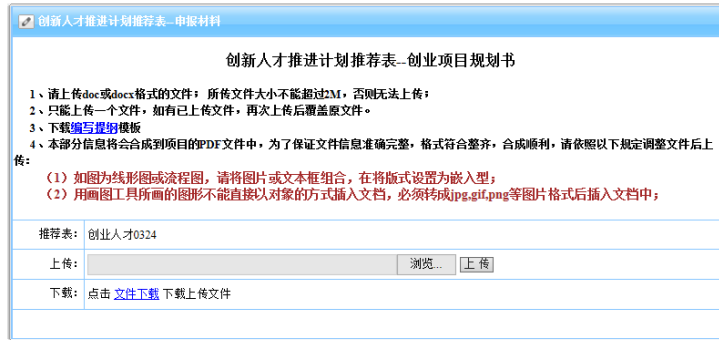 创新人才推进计划推荐表--申报材料
创新人才推进计划推荐表--创业项目规划书
1、请上传doc或docx格式的文件；所传文件大小不能超过2M，否则无法上传；
2、只能上传一个文件，如有已上传文件，再次上传后覆盖原文件。
3、下载编写提纲模板
4、本部分信息将会合成到项目的PDF文件中，为了保证文件信息准确完整，格式符合整齐，合成顺利，请依照以下规定调整文件后上
传：
（1）如图为线形图或流程图，请将图片或文本框组合，在将版式设置为嵌入型；
（2）用画图工具所画的图形不能直接以对象的方式插入文档，必须转成jpg,gif,png等图片格式后插入文档中；
推荐表： 创业人才0324
上传： 浏览... 上 传
下载： 点击 文件下载 下载上传文件